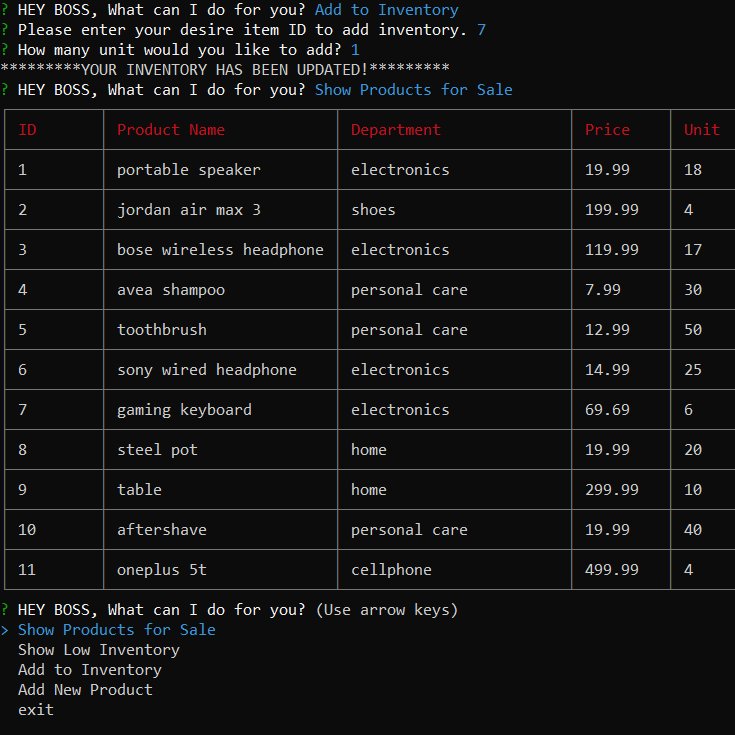 ? HEY BOSS, What can I do for you? Add to Inventory
? Please enter your desire item ID to add inventory. 7
? How many unit would you like to add? 1
*********YOUR INVENTORY HAS BEEN UPDATED!*********
? HEY BOSS, What can I do for you? Show Products for Sale
ID Product Name Department Price Unit
1 portable speaker electronics 19.99 18
2 jordan air max 3 shoes 199.99 4
3 bose wireless headphone electronics 119.99 17
4 avea shampoo personal care 7.99 30
5 toothbrush personal care 12.99 50
6 sony wired headphone electronics 14.99 25
7 gaming keyboard electronics 69.69 6
8 steel pot home 19.99 20
9 table home 299.99 10
10 aftershave personal care 19.99 40
11 oneplus 5t cellphone 499.99 4
? HEY BOSS, What can I do for you? (Use arrow keys)
> Show Products for Sale
Show Low Inventory
Add to Inventory
Add New Product
exit